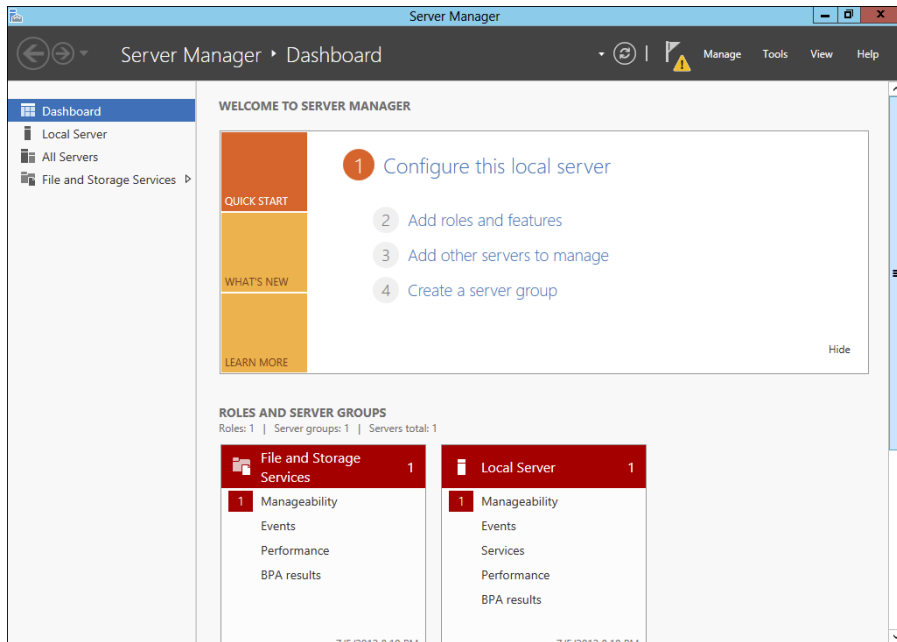 Server Manager
Server Manager • Dashboard
Manage Tools View Help
Dashboard
Local Server
All Servers
File and Storage Services
WELCOME TO SERVER MANAGER
QUICK START
WHAT'S NEW
LEARN MORE
1 Configure this local server
2 Add roles and features
3 Add other servers to manage
4 Create a server group
Hide
ROLES AND SERVER GROUPS
Roles: 1 | Server groups: 1 | Servers total: 1
File and Storage
Services 1
1 Manageability
Events
Performance
BPA results
Local Server 1
1 Manageability
Events
Services
Performance
BPA results